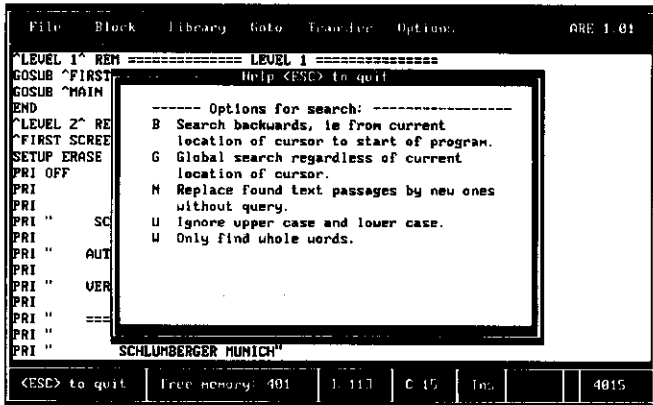 File Block Library Goto Transfer Options ARE 1.01
^LEVEL 1^ REM ============== LEVEL 1 ================
GOSUB ^FIRST
Help <ESC> to quit
GOSUB ^MAIN
END
------ Options for search: ------------------
^LEVEL 2^ RE
B Search backwards, ie from current
^FIRST SCREE
location of cursor to start of program.
SETUP ERASE
G Global search regardless of current
PRI OFF
location of cursor.
PRI
N Replace found text passages by new ones
PRI
without query.
PRI " SC
U Ignore upper case and lower case.
PRI
W Only find whole words.
PRI " AUT
PRI
PRI " VER
PRI
PRI " ===
PRI "
PRI " SCHLUMBERGER MUNICH"
<ESC> to quit Free memory: 401 L 113 C 15 Ins 4015